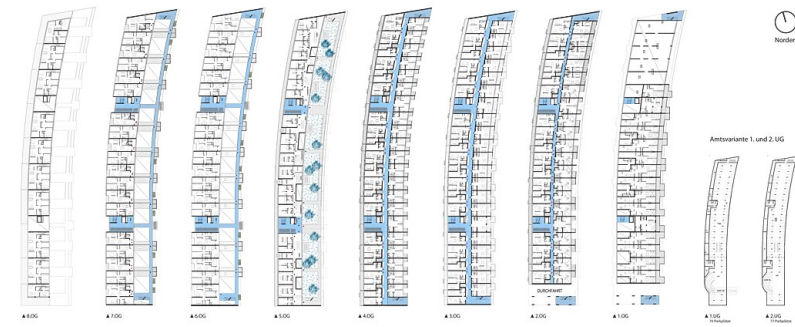 Norden
Amtsvariante 1. und 2. UG
DURCHFAHRT
▲ 8.OG
▲ 7.OG
▲ 6.OG
▲ 5.OG
▲ 4.OG
▲ 3.OG
▲ 2.OG
▲ 1.OG
▲ 1.UG
▲ 2.UG